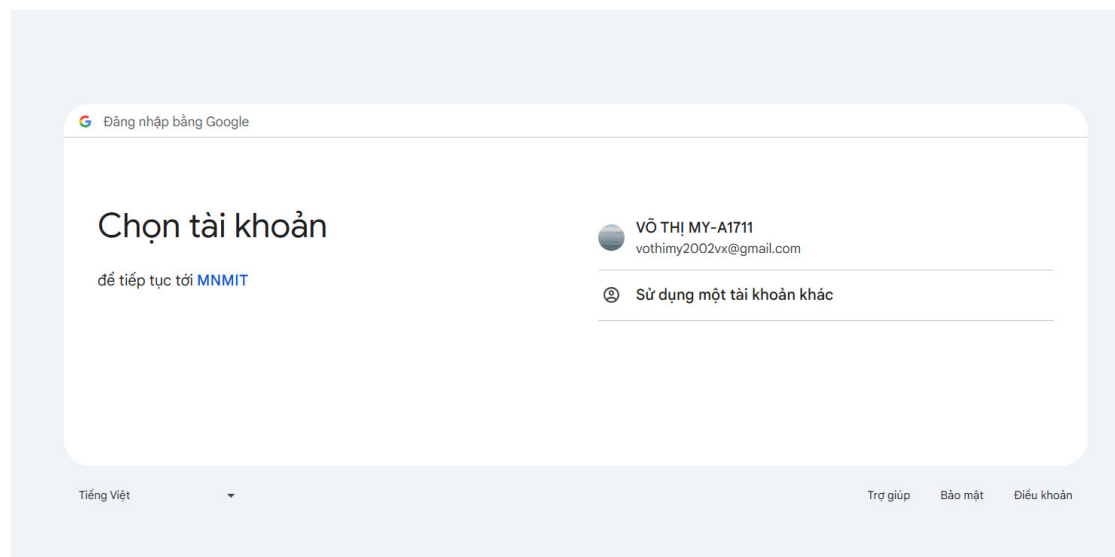 Đăng nhập bằng Google
Chọn tài khoản
để tiếp tục tới MNMIT
VÕ THỊ MY-A1711
vothimy2002vx@gmail.com
Sử dụng một tài khoản khác
Tiếng Việt
Trợ giúp Bảo mật Điều khoản